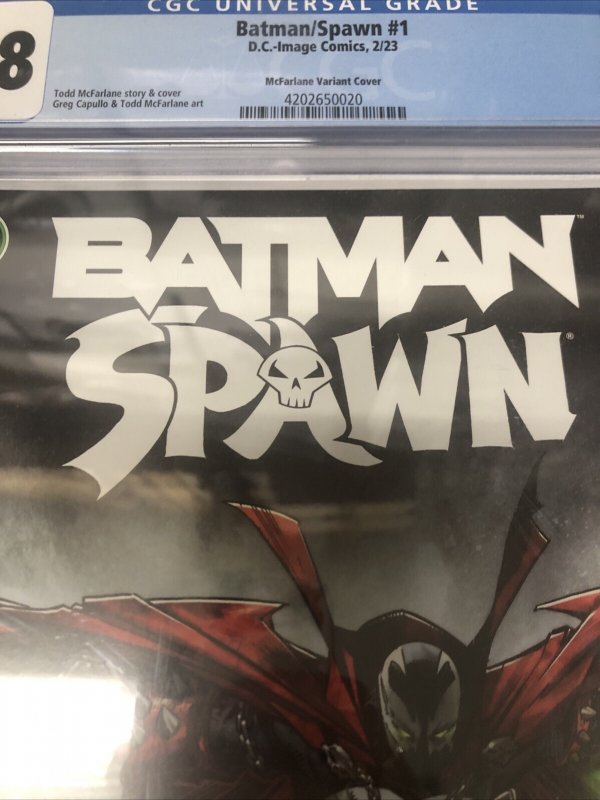 CGC UNIVERSAL GRADE
8
Batman/Spawn #1
D.C.-Image Comics, 2/23
McFarlane Variant Cover
Todd McFarlane story & cover
Greg Capullo & Todd McFarlane art
4202650020
BATMAN™
SPAWN®